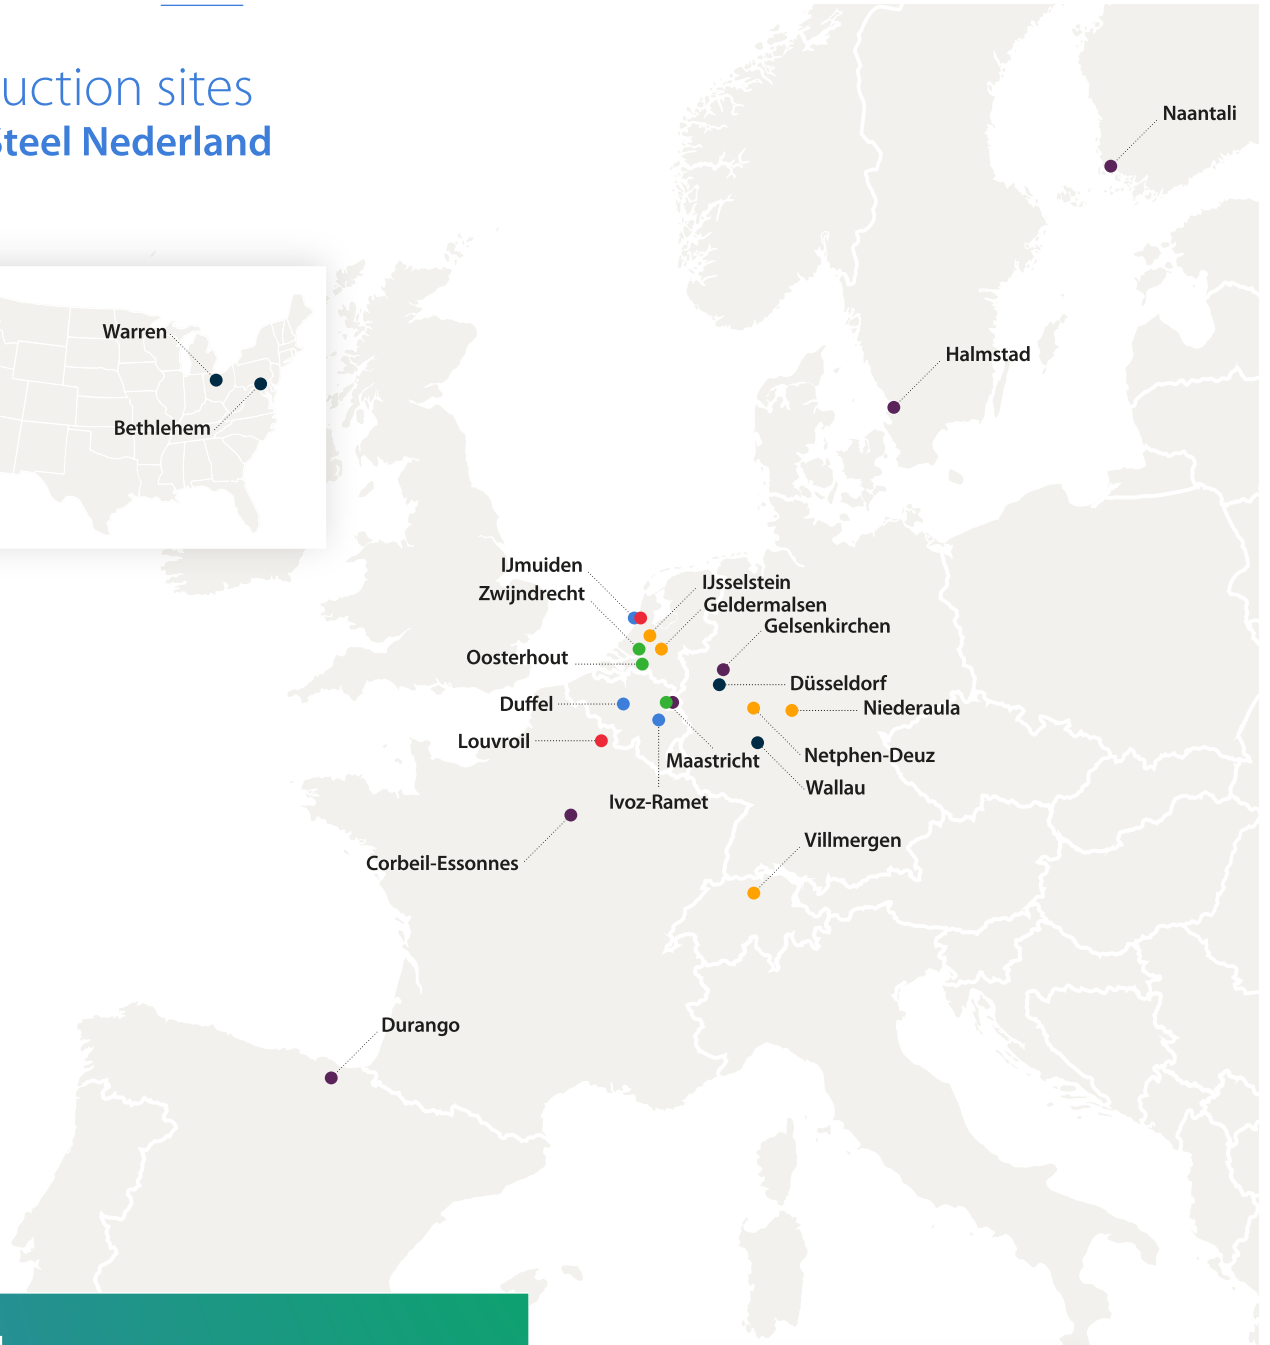 uction sites
Steel Nederland
Naantali
Warren
Halmstad
Bethlehem
IJmuiden
IJsselstein
Zwijndrecht
Geldermalsen
Gelsenkirchen
Oosterhout
Düsseldorf
Duffel
Niederaula
Louvroil
Netphen-Deuz
Maastricht
Wallau
Ivoz-Ramet
Villmergen
Corbeil-Essonnes
Durango